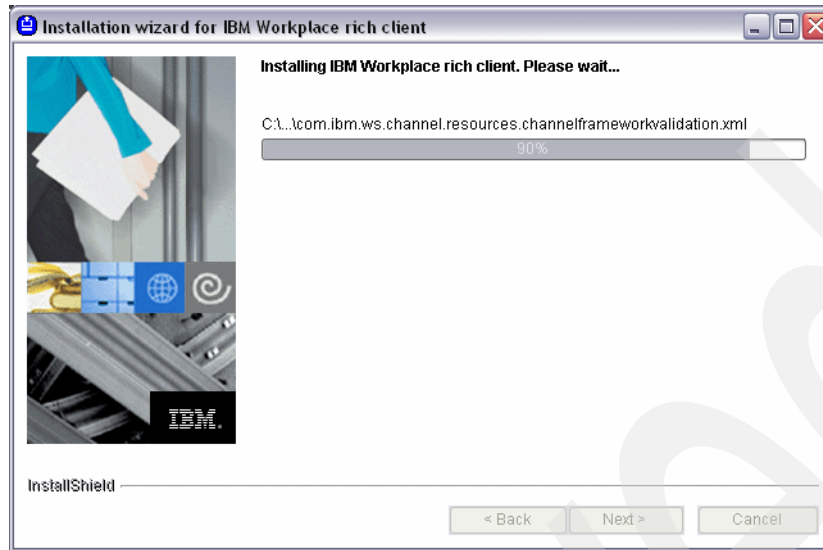 Installation wizard for IBM Workplace rich client
Installing IBM Workplace rich client. Please wait...
C:\...\com.ibm.ws.channel.resources.channelframeworkvalidation.xml
90%
IBM.
InstallShield
< Back Next > Cancel